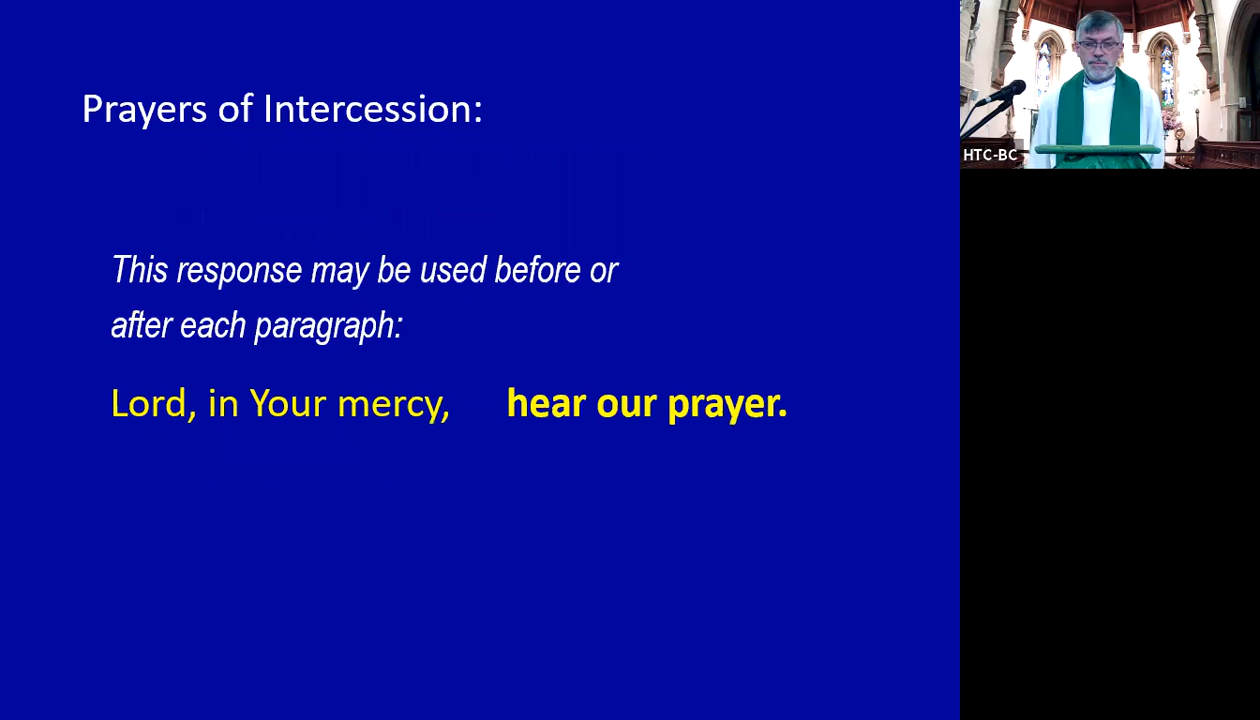 Prayers of Intercession:
This response may be used before or
after each paragraph:
Lord, in Your mercy, hear our prayer.
HTC-BC